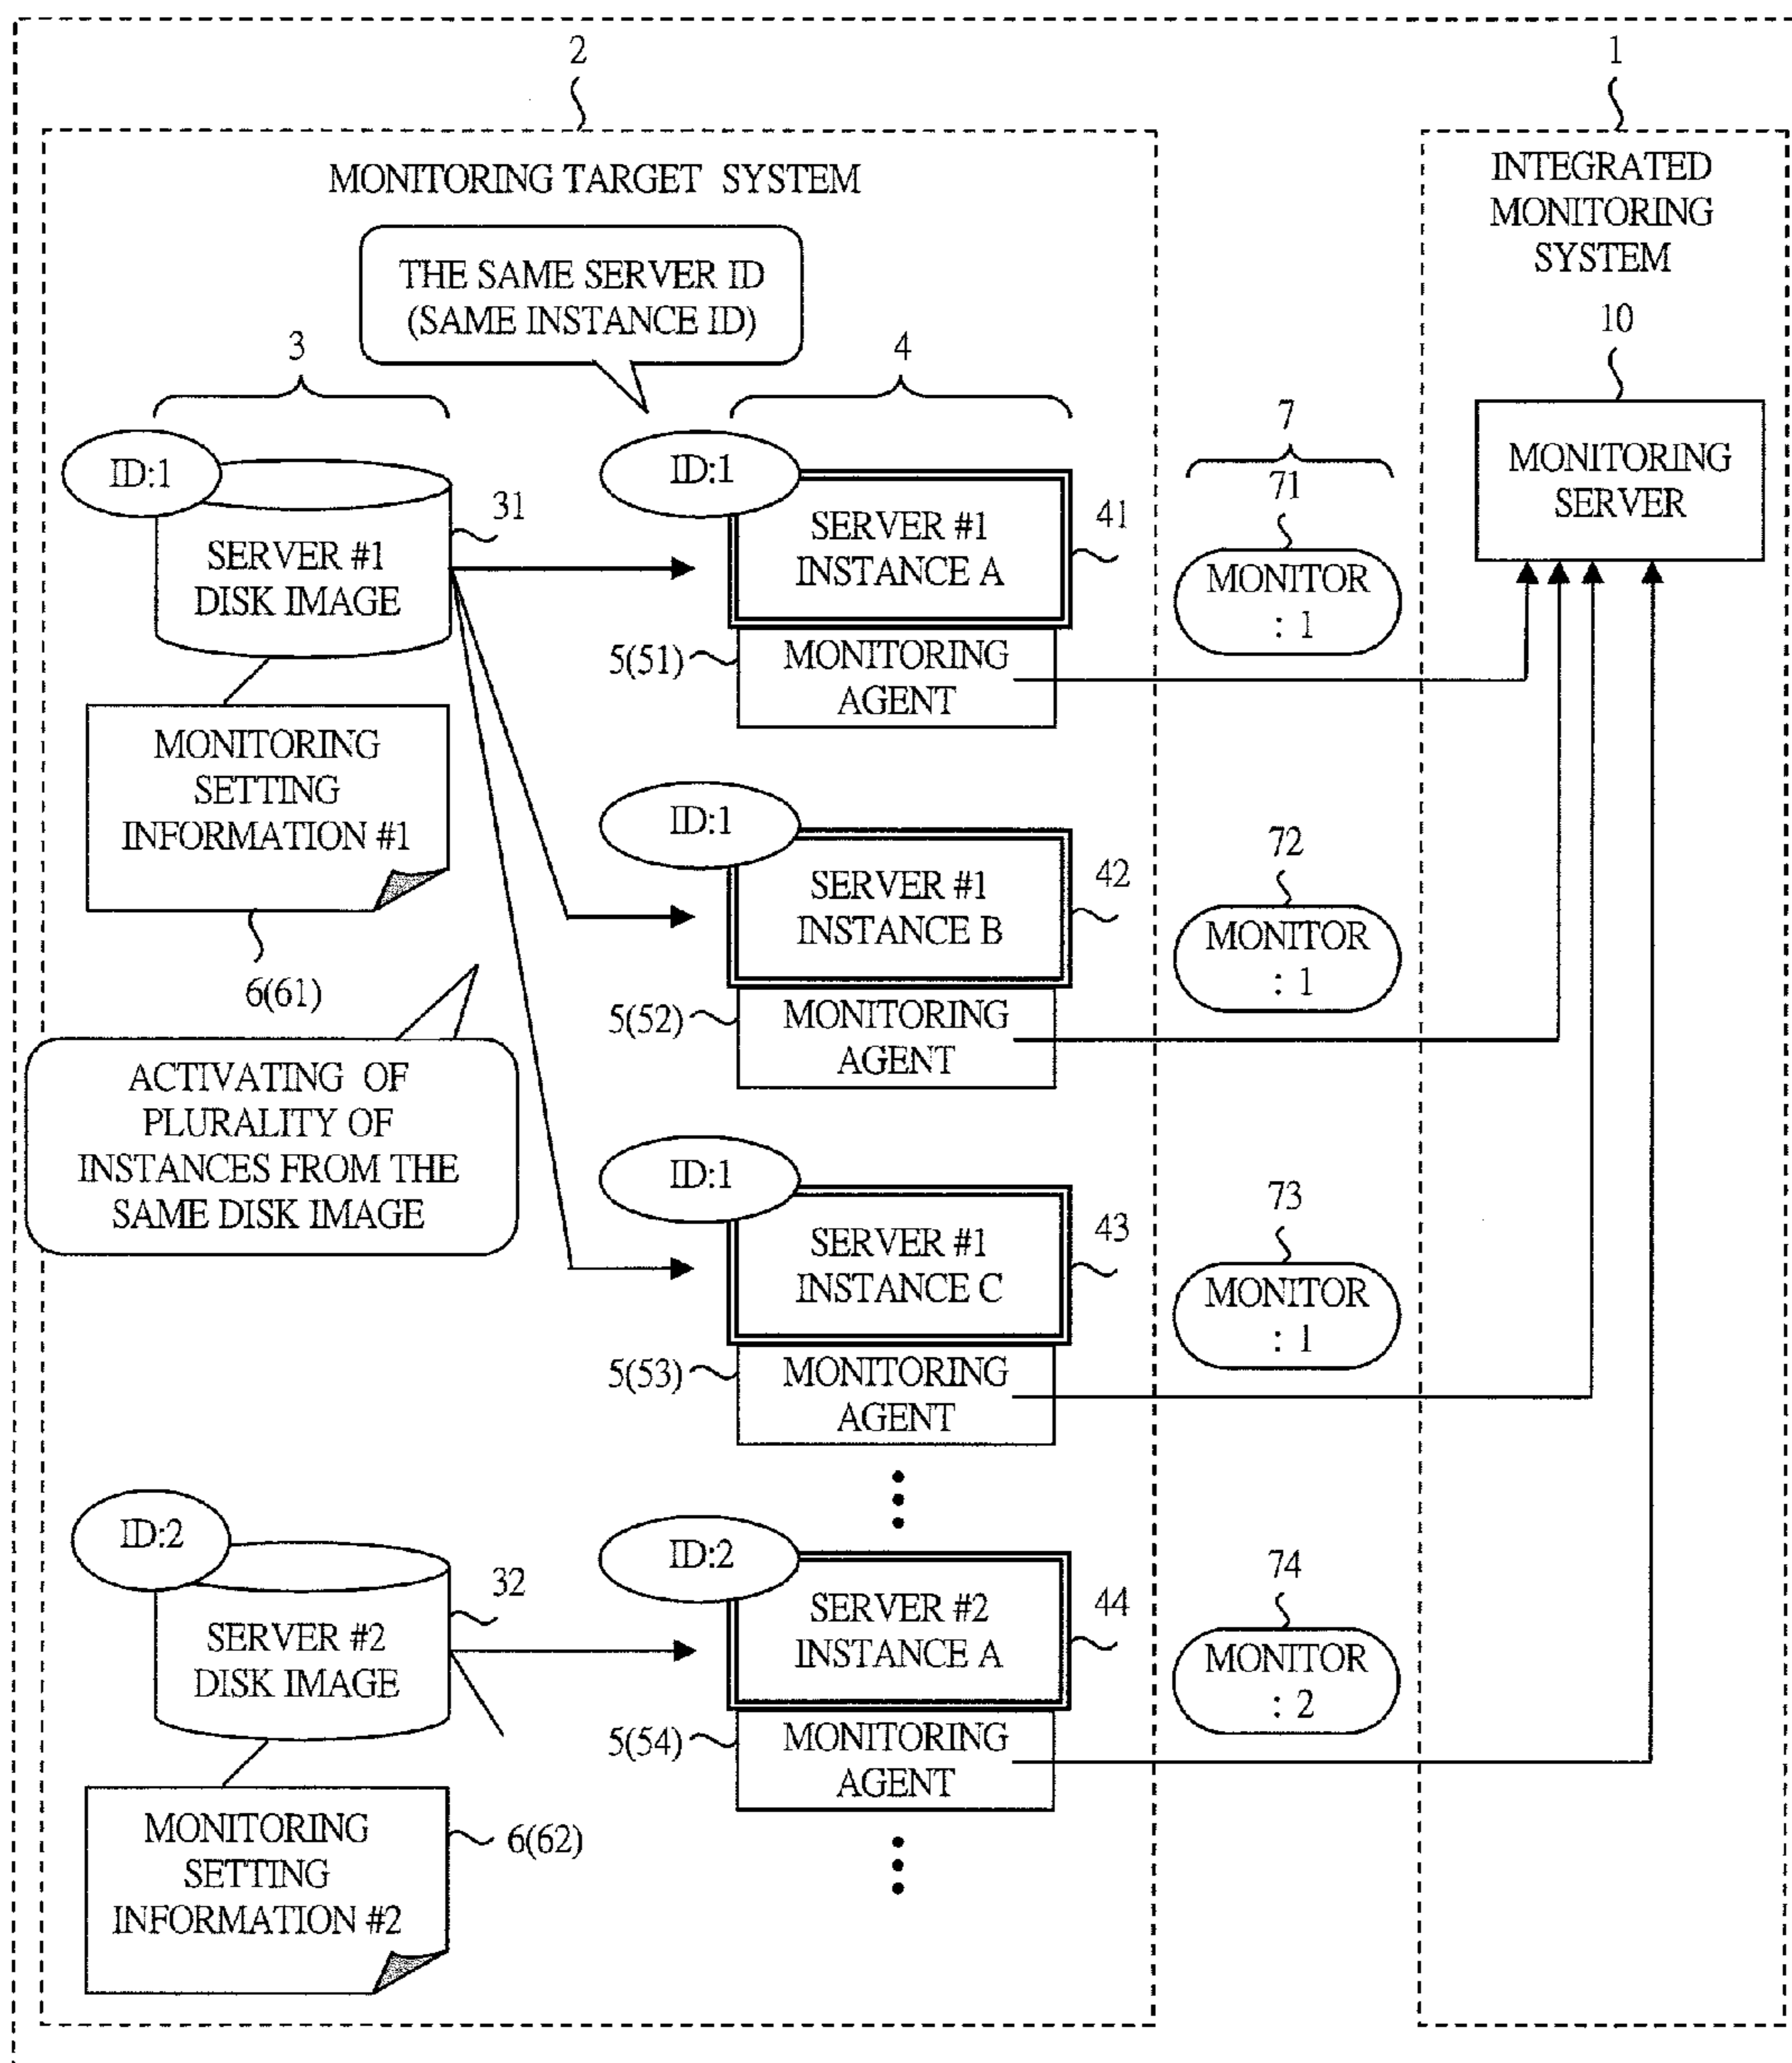 2
1
MONITORING TARGET SYSTEM
INTEGRATED
MONITORING
SYSTEM
THE SAME SERVER ID
(SAME INSTANCE ID)
10
3
4
7
MONITORING
SERVER
ID:1
31
SERVER #1
DISK IMAGE
ID:1
SERVER #1
INSTANCE A
41
71
MONITOR
: 1
5(51)
MONITORING
AGENT
MONITORING
SETTING
INFORMATION #1
6(61)
ID:1
SERVER #1
INSTANCE B
42
72
MONITOR
: 1
5(52)
MONITORING
AGENT
ACTIVATING OF
PLURALITY OF
INSTANCES FROM THE
SAME DISK IMAGE
ID:1
SERVER #1
INSTANCE C
43
73
MONITOR
: 1
5(53)
MONITORING
AGENT
ID:2
32
SERVER #2
DISK IMAGE
ID:2
SERVER #2
INSTANCE A
44
74
MONITOR
: 2
5(54)
MONITORING
AGENT
MONITORING
SETTING
INFORMATION #2
6(62)